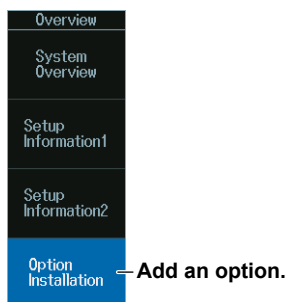 Overview
System
Overview
Setup
Information1
Setup
Information2
Option
Installation
Add an option.